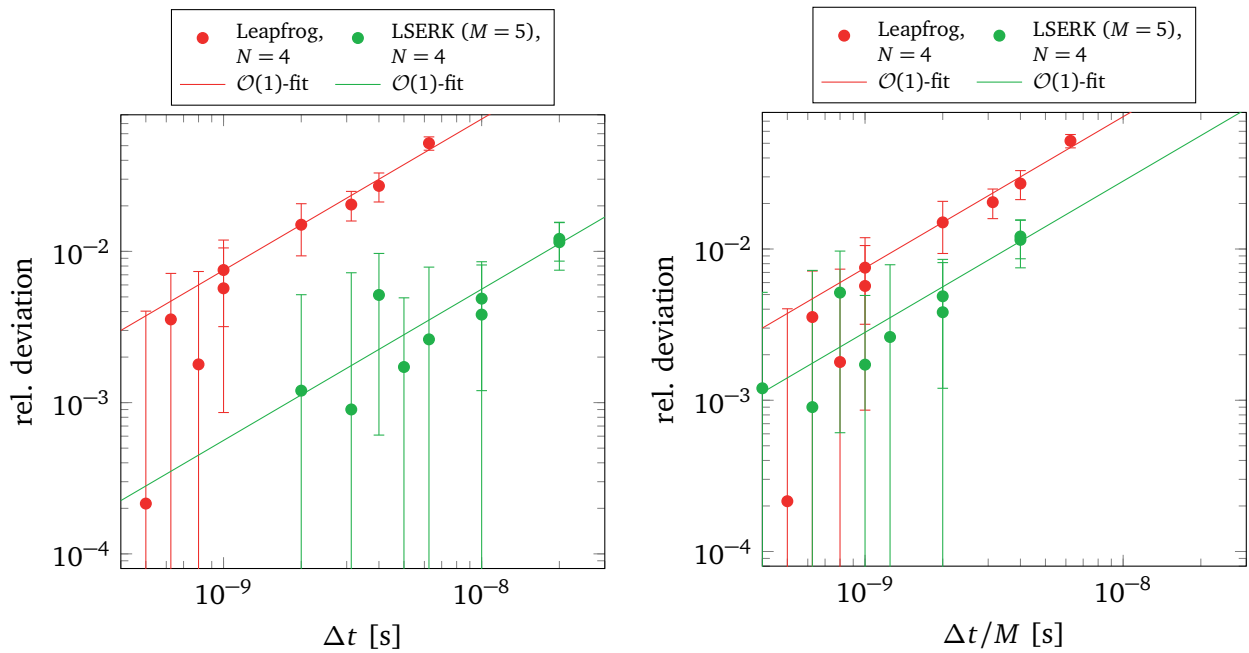 Leapfrog, LSERK (M = 5),
N = 4 N = 4
𝒪(1)-fit 𝒪(1)-fit
10⁻²
10⁻³
10⁻⁴
rel. deviation
10⁻⁹ 10⁻⁸
Δt [s]
Leapfrog, LSERK (M = 5),
N = 4 N = 4
𝒪(1)-fit 𝒪(1)-fit
10⁻²
10⁻³
10⁻⁴
rel. deviation
10⁻⁹ 10⁻⁸
Δt/M [s]